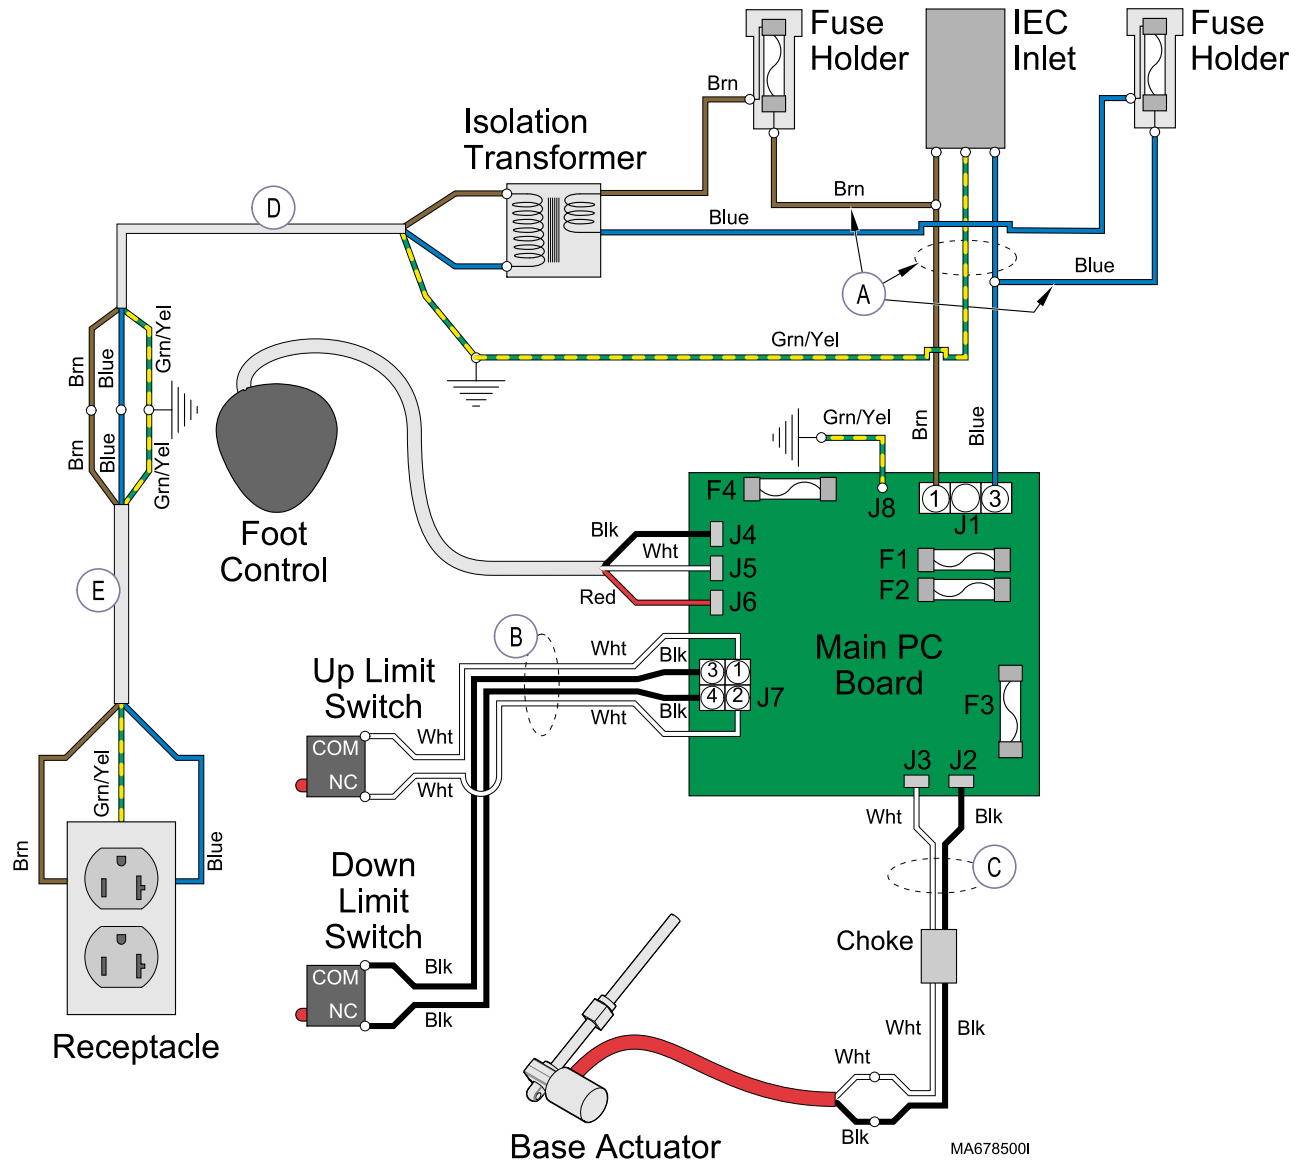 Fuse
Holder
IEC
Inlet
Fuse
Holder
Brn
Isolation
Transformer
Brn
D
Blue
Blue
A
Grn/Yel
Grn/Yel
Brn
Blue
Grn/Yel
Brn
Blue
Grn/Yel
Brn
Blue
F4
J8
1
3
J1
Foot
Control
Blk
J4
Wht
J5
Red
J6
F1
F2
E
B
Wht
Blk
3
1
4
2
J7
Blk
Wht
Main PC
Board
F3
Up Limit
Switch
COM
NC
Wht
Wht
J3
J2
Wht
Blk
Grn/Yel
Brn
Blue
C
Down
Limit
Switch
COM
NC
Blk
Blk
Choke
Wht
Blk
Receptacle
Wht
Blk
Base Actuator
MA678500I